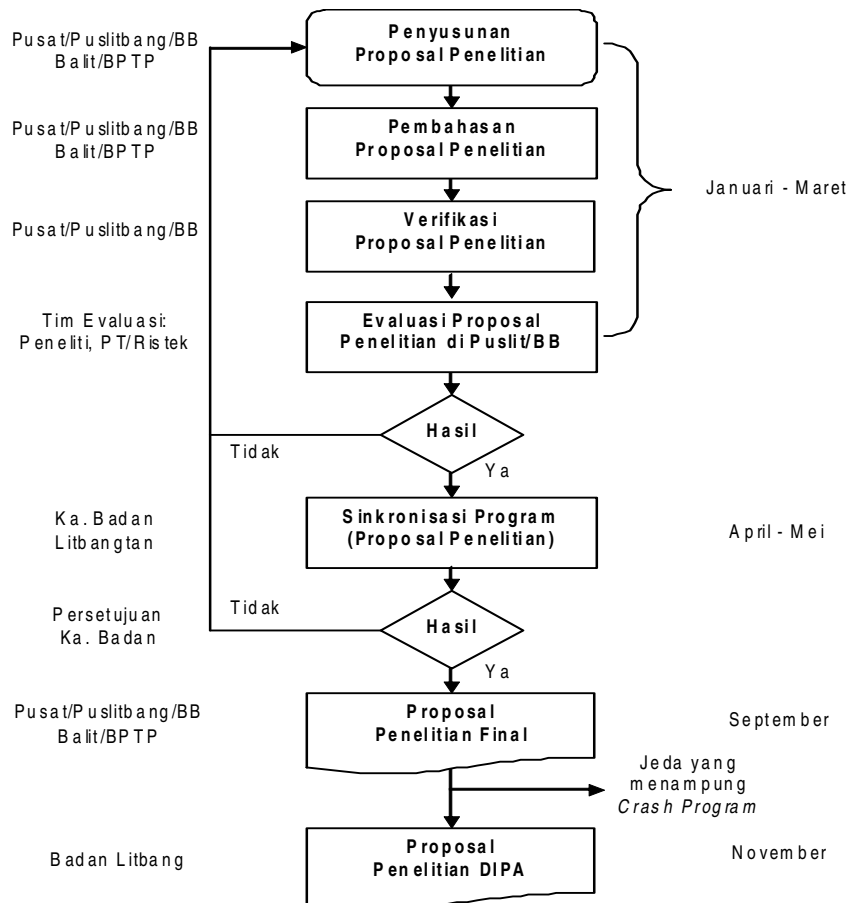 Pusat/Puslitbang/BB
Balit/BPTP
Penyusunan
Proposal Penelitian
Pusat/Puslitbang/BB
Balit/BPTP
Pembahasan
Proposal Penelitian
Januari - Maret
Pusat/Puslitbang/BB
Verifikasi
Proposal Penelitian
Tim Evaluasi:
Peneliti, PT/Ristek
Evaluasi Proposal
Penelitian di Puslit/BB
Hasil
Tidak
Ya
Ka. Badan
Litbangtan
Sinkronisasi Program
(Proposal Penelitian)
April - Mei
Persetujuan
Ka. Badan
Tidak
Hasil
Ya
Pusat/Puslitbang/BB
Balit/BPTP
Proposal
Penelitian Final
September
Jeda yang
menampung
Crash Program
Badan Litbang
Proposal
Penelitian DIPA
November